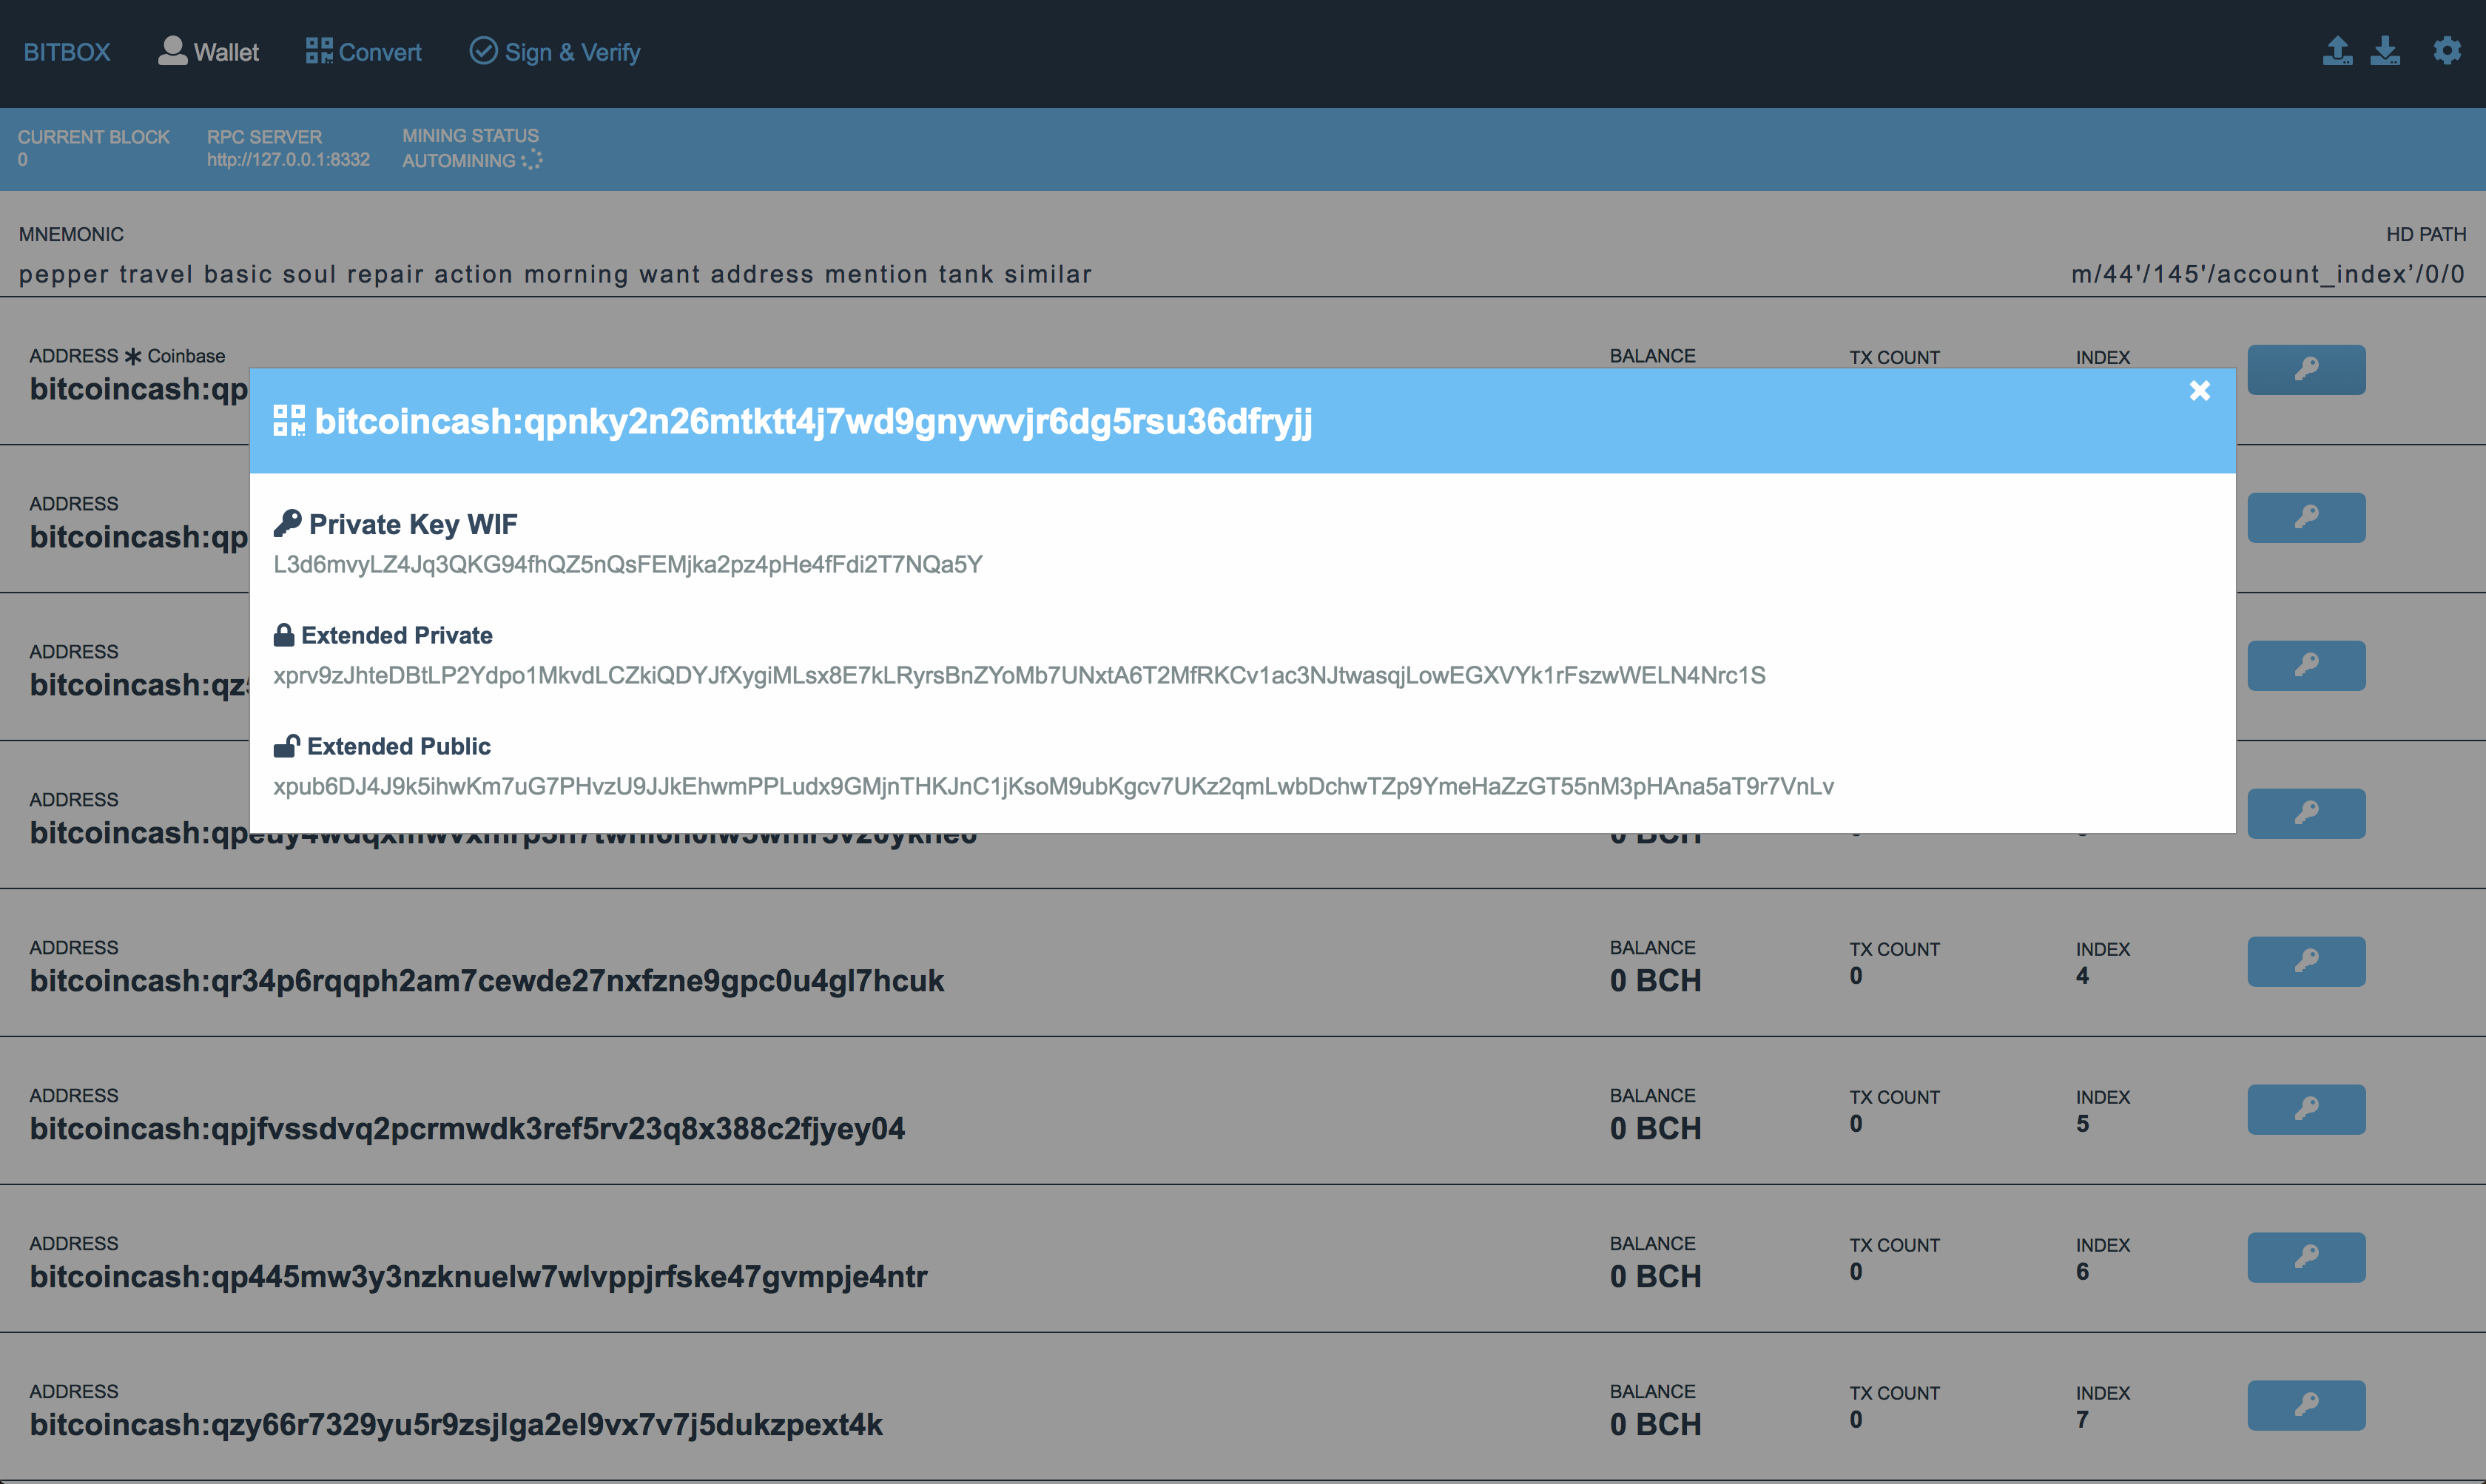 BITBOX Wallet Convert Sign & Verify
CURRENT BLOCK RPC SERVER MINING STATUS
0 http://127.0.0.1:8332 AUTOMINING
MNEMONIC HD PATH
pepper travel basic soul repair action morning want address mention tank similar m/44'/145'/account_index’/0/0
ADDRESS Coinbase BALANCE TX COUNT INDEX
bitcoincash:qp
bitcoincash:qpnky2n26mtktt4j7wd9gnywvjr6dg5rsu36dfryjj
ADDRESS
bitcoincash:qp
Private Key WIF
L3d6mvyLZ4Jq3QKG94fhQZ5nQsFEMjka2pz4pHe4fFdi2T7NQa5Y
ADDRESS
bitcoincash:qz
Extended Private
xprv9zJhteDBtLP2Ydpo1MkvdLCZkiQDYJfXygiMLsx8E7kLRyrsBnZYoMb7UNxtA6T2MfRKCv1ac3NJtwasqjLowEGXVYk1rFszwWELN4Nrc1S
Extended Public
xpub6DJ4J9k5ihwKm7uG7PHvzU9JJkEhwmPPLudx9GMjnTHKJnC1jKsoM9ubKgcv7UKz2qmLwbDchwTZp9YmeHaZzGT55nM3pHAna5aT9r7VnLv
ADDRESS
0 BCH
ADDRESS BALANCE TX COUNT INDEX
bitcoincash:qr34p6rqqph2am7cewde27nxfzne9gpc0u4gl7hcuk 0 BCH 0 4
ADDRESS BALANCE TX COUNT INDEX
bitcoincash:qpjfvssdvq2pcrmwdk3ref5rv23q8x388c2fjyey04 0 BCH 0 5
ADDRESS BALANCE TX COUNT INDEX
bitcoincash:qp445mw3y3nzknuelw7wlvppjrfske47gvmpje4ntr 0 BCH 0 6
ADDRESS BALANCE TX COUNT INDEX
bitcoincash:qzy66r7329yu5r9zsjlga2el9vx7v7j5dukzpext4k 0 BCH 0 7